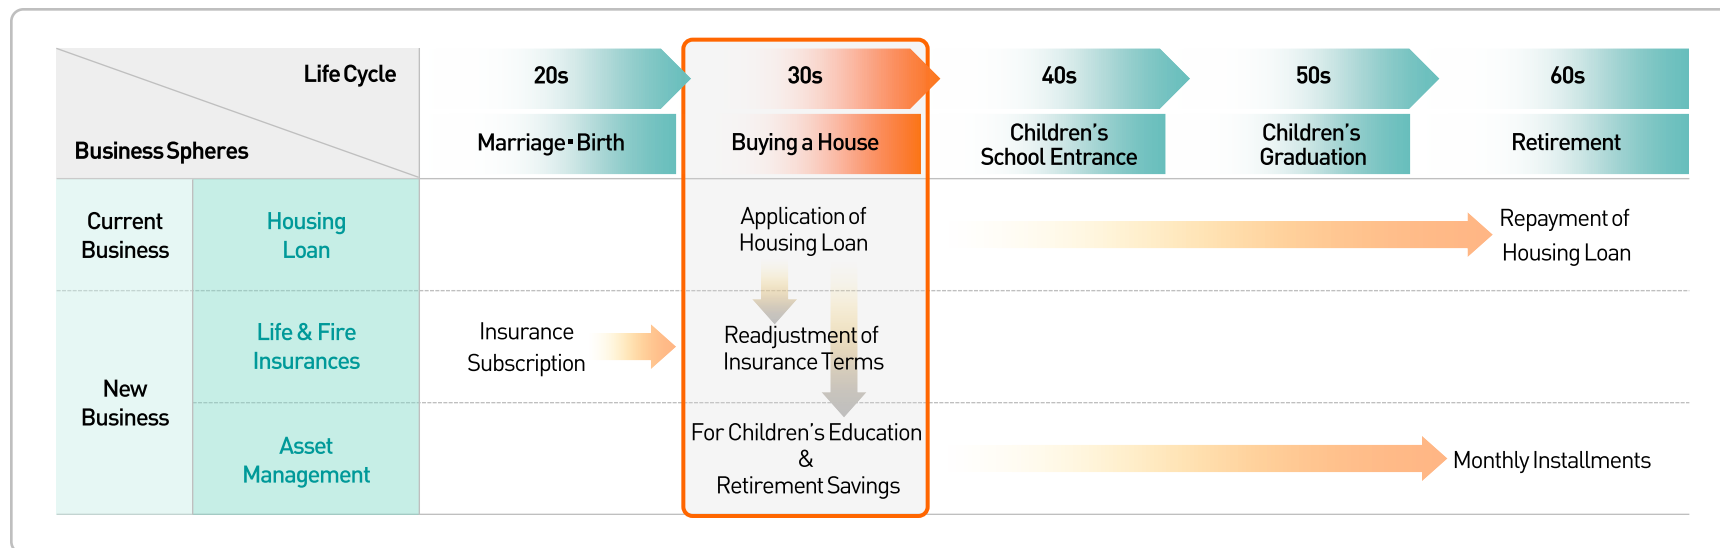 Life Cycle
Business Spheres
20s
30s
40s
50s
60s
Marriage·Birth
Buying a House
Children's
School Entrance
Children's
Graduation
Retirement
Current
Business
Housing
Loan
Application of
Housing Loan
Repayment of
Housing Loan
New
Business
Life & Fire
Insurances
Insurance
Subscription
Readjustment of
Insurance Terms
Asset
Management
For Children's Education
&
Retirement Savings
Monthly Installments